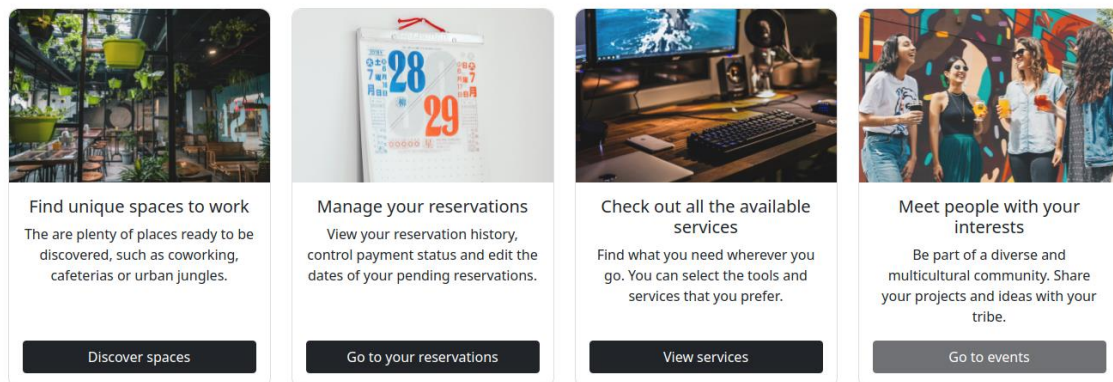 28
29
Find unique spaces to work
The are plenty of places ready to be
discovered, such as coworking,
cafeterias or urban jungles.
Discover spaces
Manage your reservations
View your reservation history,
control payment status and edit the
dates of your pending reservations.
Go to your reservations
Check out all the available
services
Find what you need wherever you
go. You can select the tools and
services that you prefer.
View services
Meet people with your
interests
Be part of a diverse and
multicultural community. Share
your projects and ideas with your
tribe.
Go to events